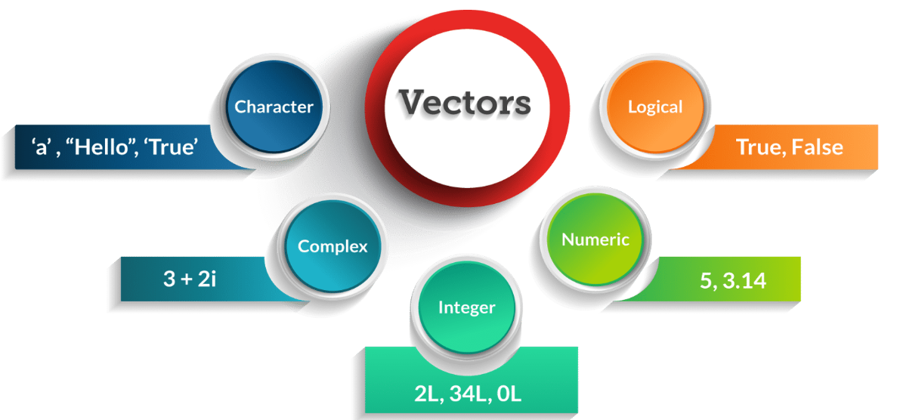 Vectors
Character
‘a’ , “Hello”, ‘True’
Logical
True, False
Complex
3 + 2i
Numeric
5, 3.14
Integer
2L, 34L, 0L